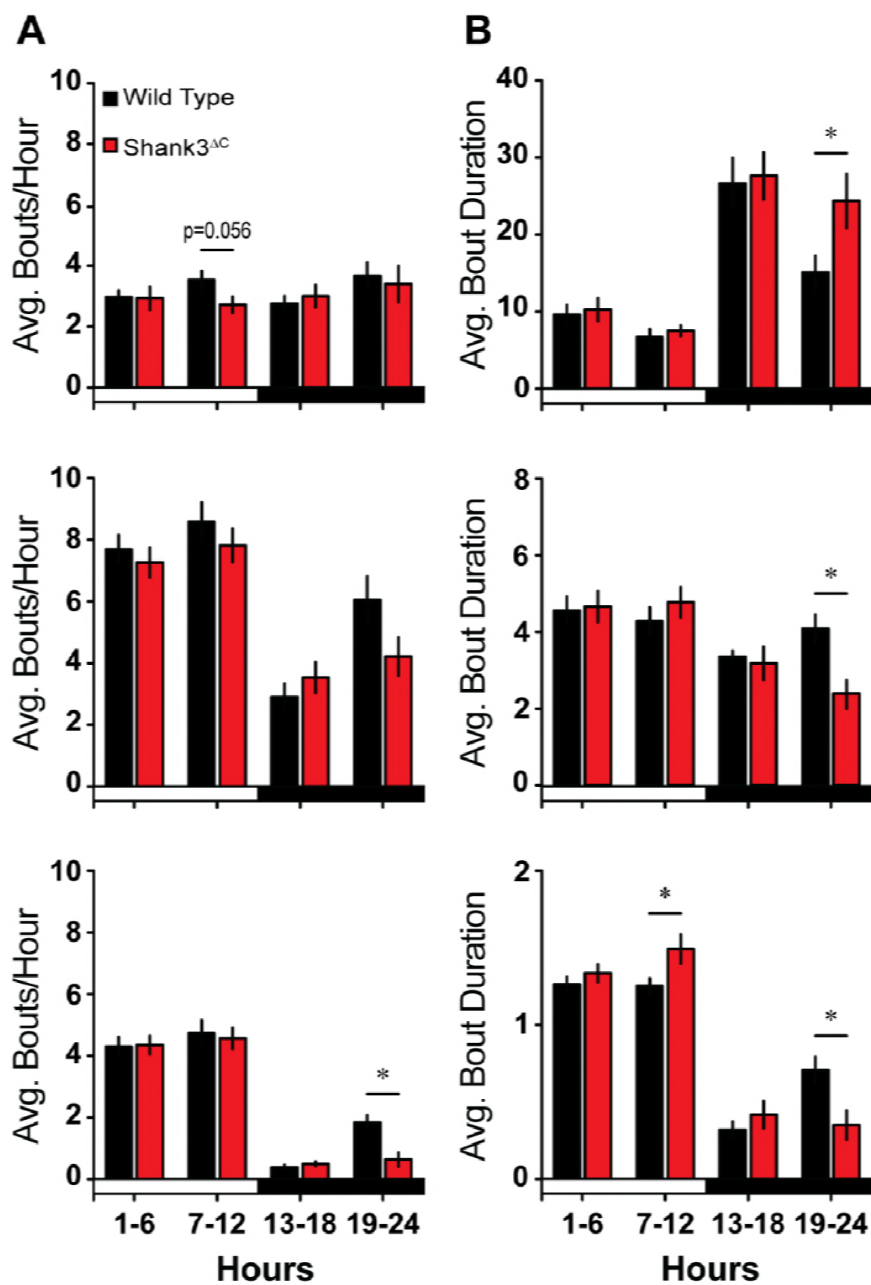 A
B
Avg. Bouts/Hour
10
8
6
4
2
0
Wild Type
Shank3ΔC
p=0.056
Avg. Bout Duration
40
30
20
10
0
*
Avg. Bouts/Hour
10
8
6
4
2
0
Avg. Bout Duration
8
6
4
2
0
*
Avg. Bouts/Hour
10
8
6
4
2
0
*
1-6 7-12 13-18 19-24
Hours
Avg. Bout Duration
2
1
0
*
*
1-6 7-12 13-18 19-24
Hours